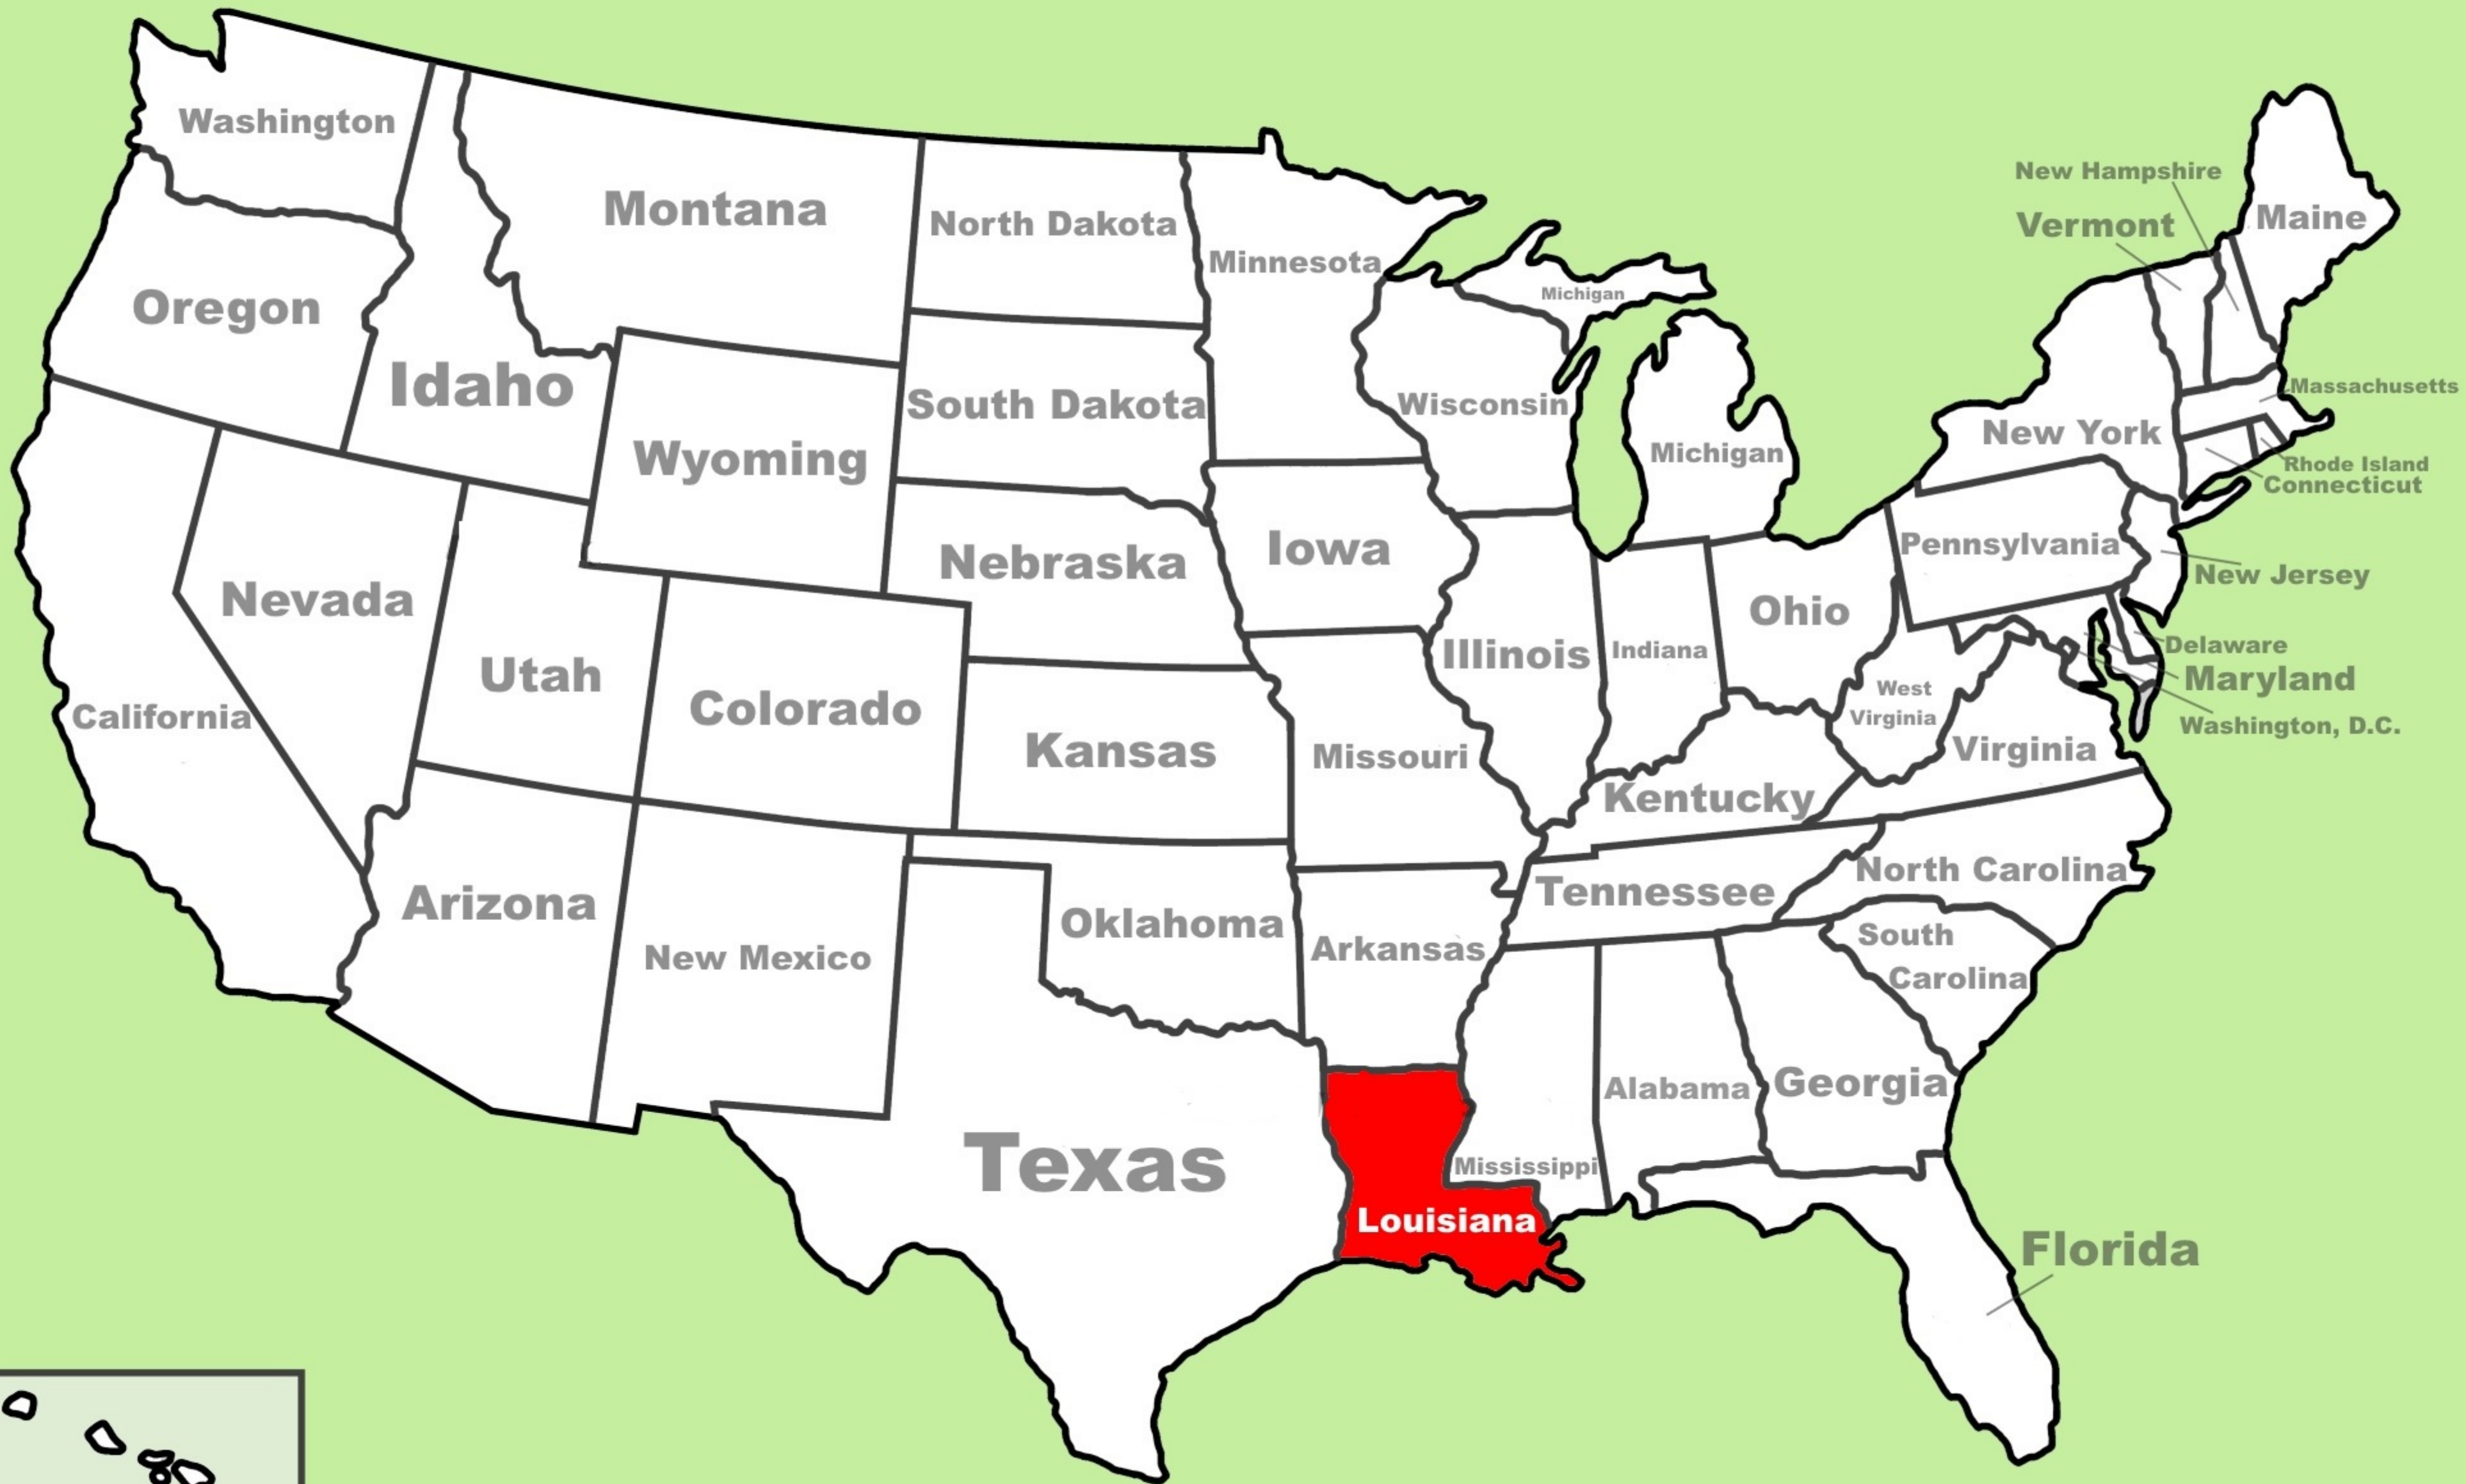 Washington
Montana
North Dakota
Minnesota
Michigan
New Hampshire
Vermont
Maine
Oregon
Idaho
South Dakota
Wisconsin
Massachusetts
Wyoming
Michigan
New York
Rhode Island
Connecticut
Nebraska
Iowa
Pennsylvania
New Jersey
Nevada
Ohio
Utah
Illinois
Indiana
Delaware
Maryland
California
Colorado
West
Virginia
Washington, D.C.
Kansas
Missouri
Virginia
Kentucky
Arizona
Tennessee
North Carolina
New Mexico
Oklahoma
Arkansas
South
Carolina
Texas
Alabama
Georgia
Mississippi
Louisiana
Florida